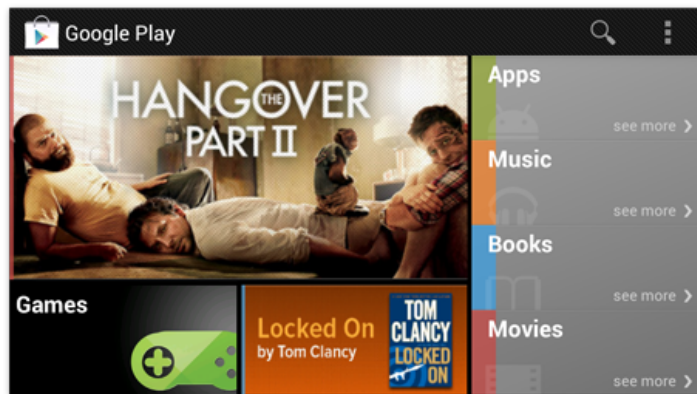 Google Play
THE
HANGOVER
PART II
Apps
see more
Music
see more
Books
see more
Movies
see more
Games
Locked On
by Tom Clancy
TOM
CLANCY
LOCKED
ON